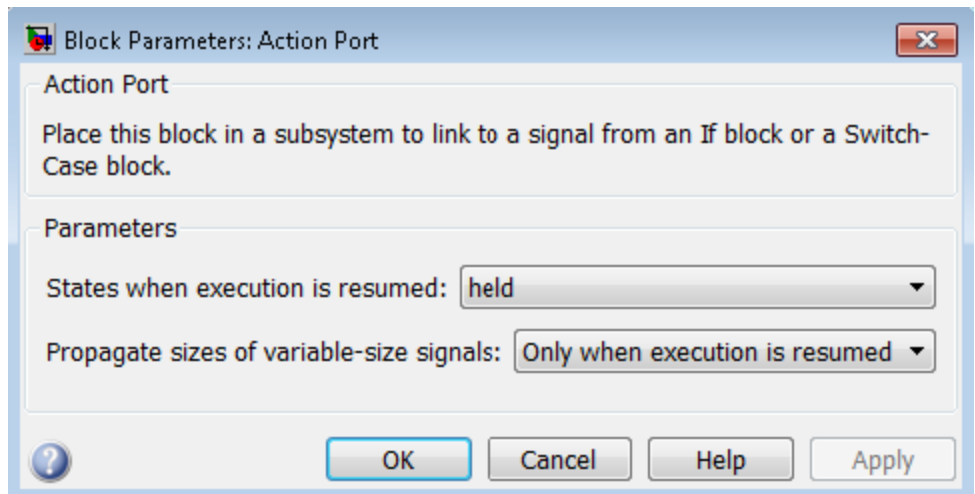 Block Parameters: Action Port
Action Port
Place this block in a subsystem to link to a signal from an If block or a Switch-
Case block.
Parameters
States when execution is resumed: held
Propagate sizes of variable-size signals: Only when execution is resumed
OK Cancel Help Apply